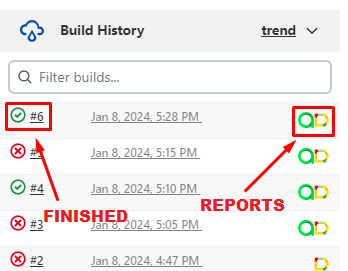 Build History trend
Filter builds...
#6 Jan 8, 2024, 5:28 PM
#5 Jan 8, 2024, 5:15 PM
#4 Jan 8, 2024, 5:10 PM
FINISHED REPORTS
#3 Jan 8, 2024, 5:05 PM
#2 Jan 8, 2024, 4:47 PM